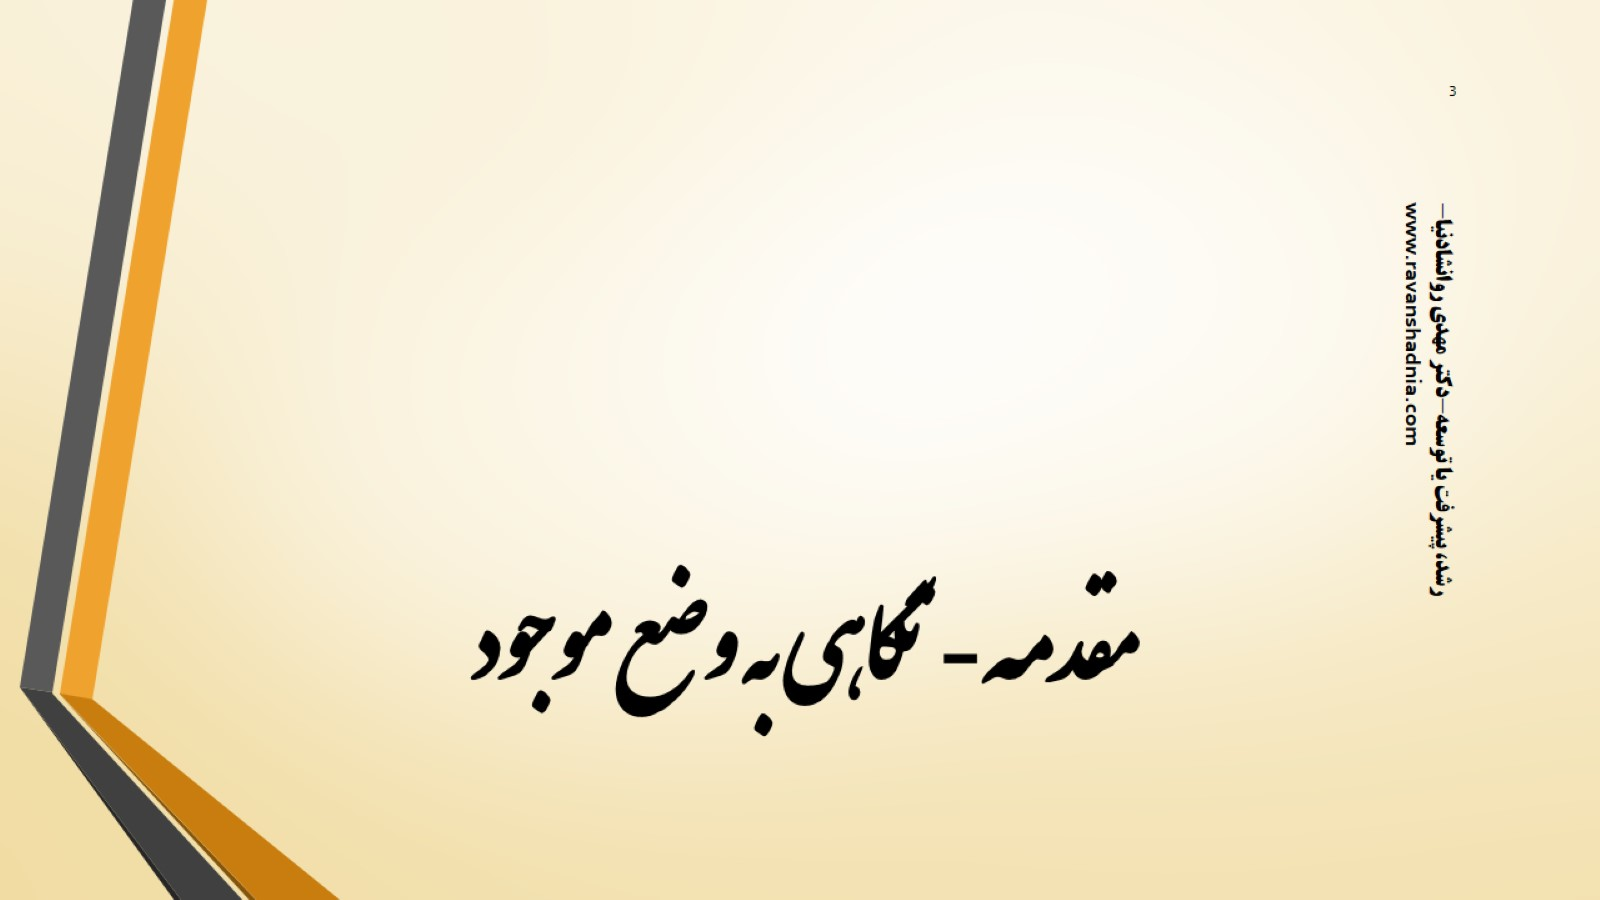 3
رشد، پیشرفت یا توسعه–دکتر مهدی روانشادنیا–
www.ravanshadnia.com
مقدمه – نگاهی به وضع موجود